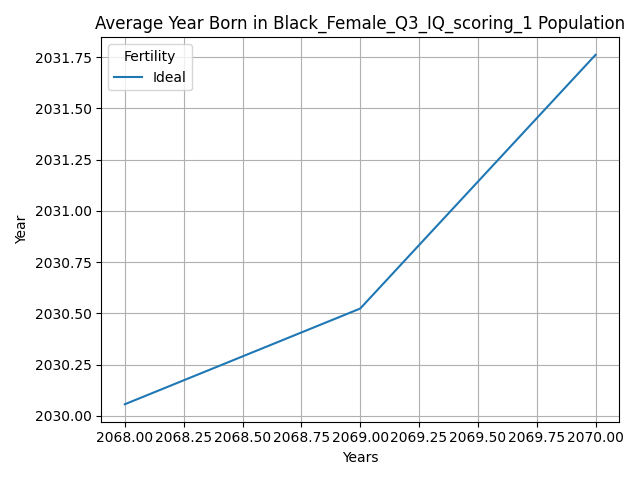 Average Year Born in Black_Female_Q3_IQ_scoring_1 Population
Fertility
Ideal
2031.75
2031.50
2031.25
2031.00
2030.75
2030.50
2030.25
2030.00
Year
2068.00 2068.25 2068.50 2068.75 2069.00 2069.25 2069.50 2069.75 2070.00
Years